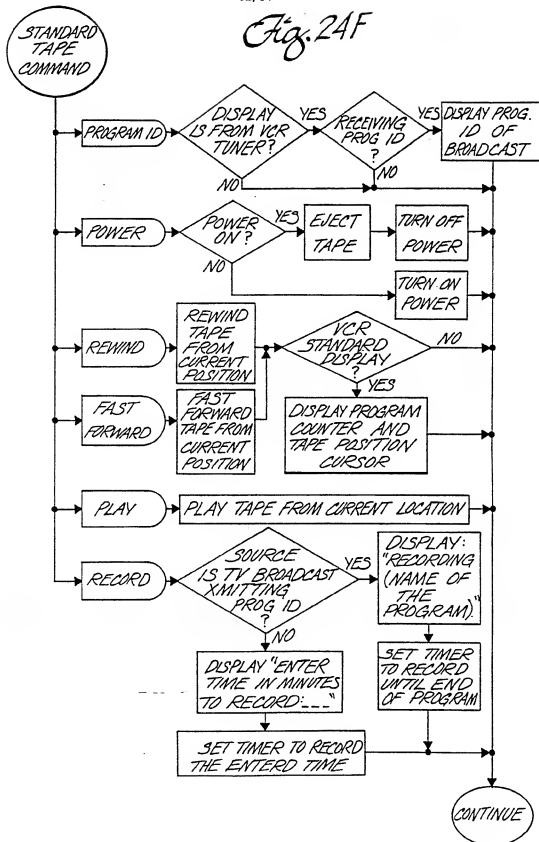 Fig. 24F
STANDARD
TAPE
COMMAND
PROGRAM ID
DISPLAY
IS FROM VCR
TUNER?
YES
NO
RECEIVING
PROG ID
?
YES
NO
DISPLAY PROG.
ID OF
BROADCAST
POWER
POWER
ON?
YES
NO
EJECT
TAPE
TURN OFF
POWER
TURN ON
POWER
REWIND
REWIND
TAPE
FROM
CURRENT
POSITION
VCR
STANDARD
DISPLAY
?
NO
YES
FAST
FORWARD
FAST
FORWARD
TAPE FROM
CURRENT
POSITION
DISPLAY PROGRAM
COUNTER AND
TAPE POSITION
CURSOR
PLAY
PLAY TAPE FROM CURRENT LOCATION
RECORD
SOURCE
IS TV BROADCAST
XMITTING
PROG ID
?
YES
NO
DISPLAY:
"RECORDING
(NAME OF
THE
PROGRAM)."
SET TIMER
TO RECORD
UNTIL END
OF PROGRAM
DISPLAY "ENTER
TIME IN MINUTES
TO RECORD:___"
SET TIMER TO RECORD
THE ENTERD TIME
CONTINUE